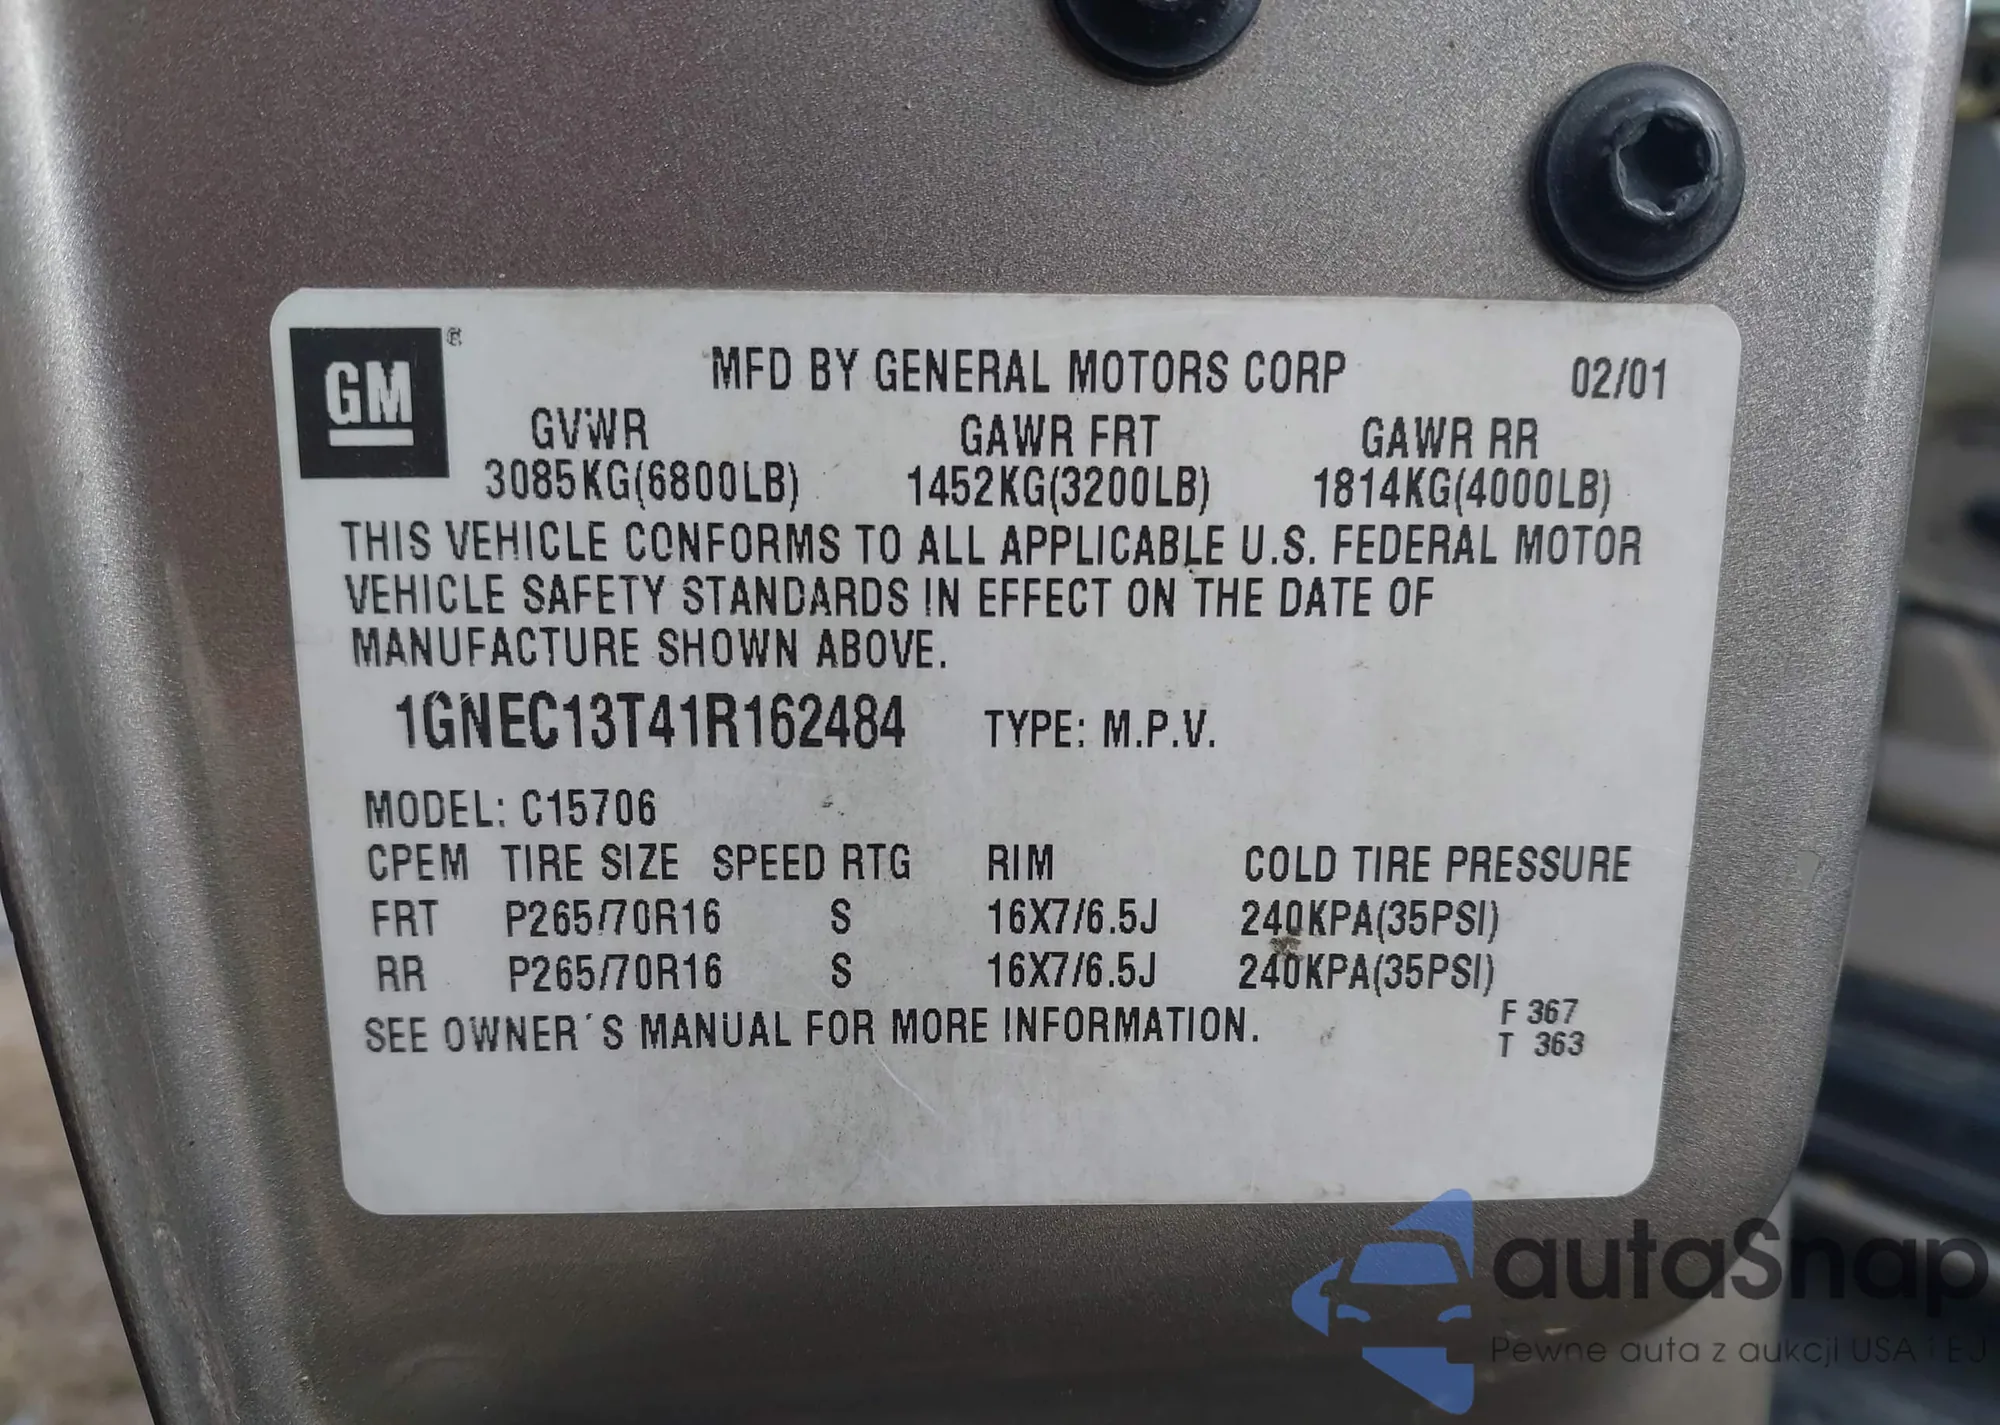 GM ®
MFD BY GENERAL MOTORS CORP 02/01
GVWR GAWR FRT GAWR RR
3085KG(6800LB) 1452KG(3200LB) 1814KG(4000LB)
THIS VEHICLE CONFORMS TO ALL APPLICABLE U.S. FEDERAL MOTOR
VEHICLE SAFETY STANDARDS IN EFFECT ON THE DATE OF
MANUFACTURE SHOWN ABOVE.
1GNEC13T41R162484 TYPE: M.P.V.
MODEL: C15706
CPEM TIRE SIZE SPEED RTG RIM COLD TIRE PRESSURE
FRT P265/70R16 S 16X7/6.5J 240KPA(35PSI)
RR P265/70R16 S 16X7/6.5J 240KPA(35PSI)
SEE OWNER´S MANUAL FOR MORE INFORMATION.
F 367
T 363
autaSnap
Pewne auta z aukcji USA i EU